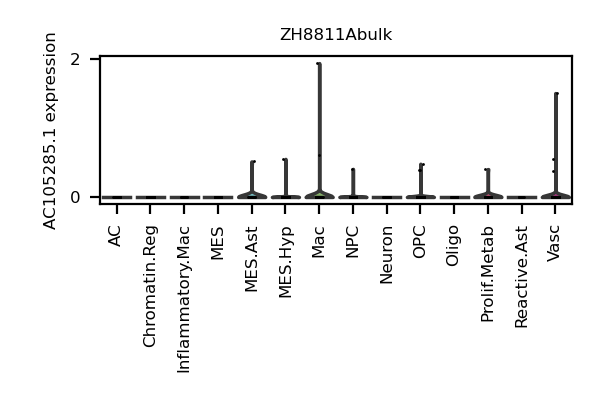 ZH8811Abulk
AC105285.1 expression
2
0
AC
Chromatin.Reg
Inflammatory.Mac
MES
MES.Ast
MES.Hyp
Mac
NPC
Neuron
OPC
Oligo
Prolif.Metab
Reactive.Ast
Vasc